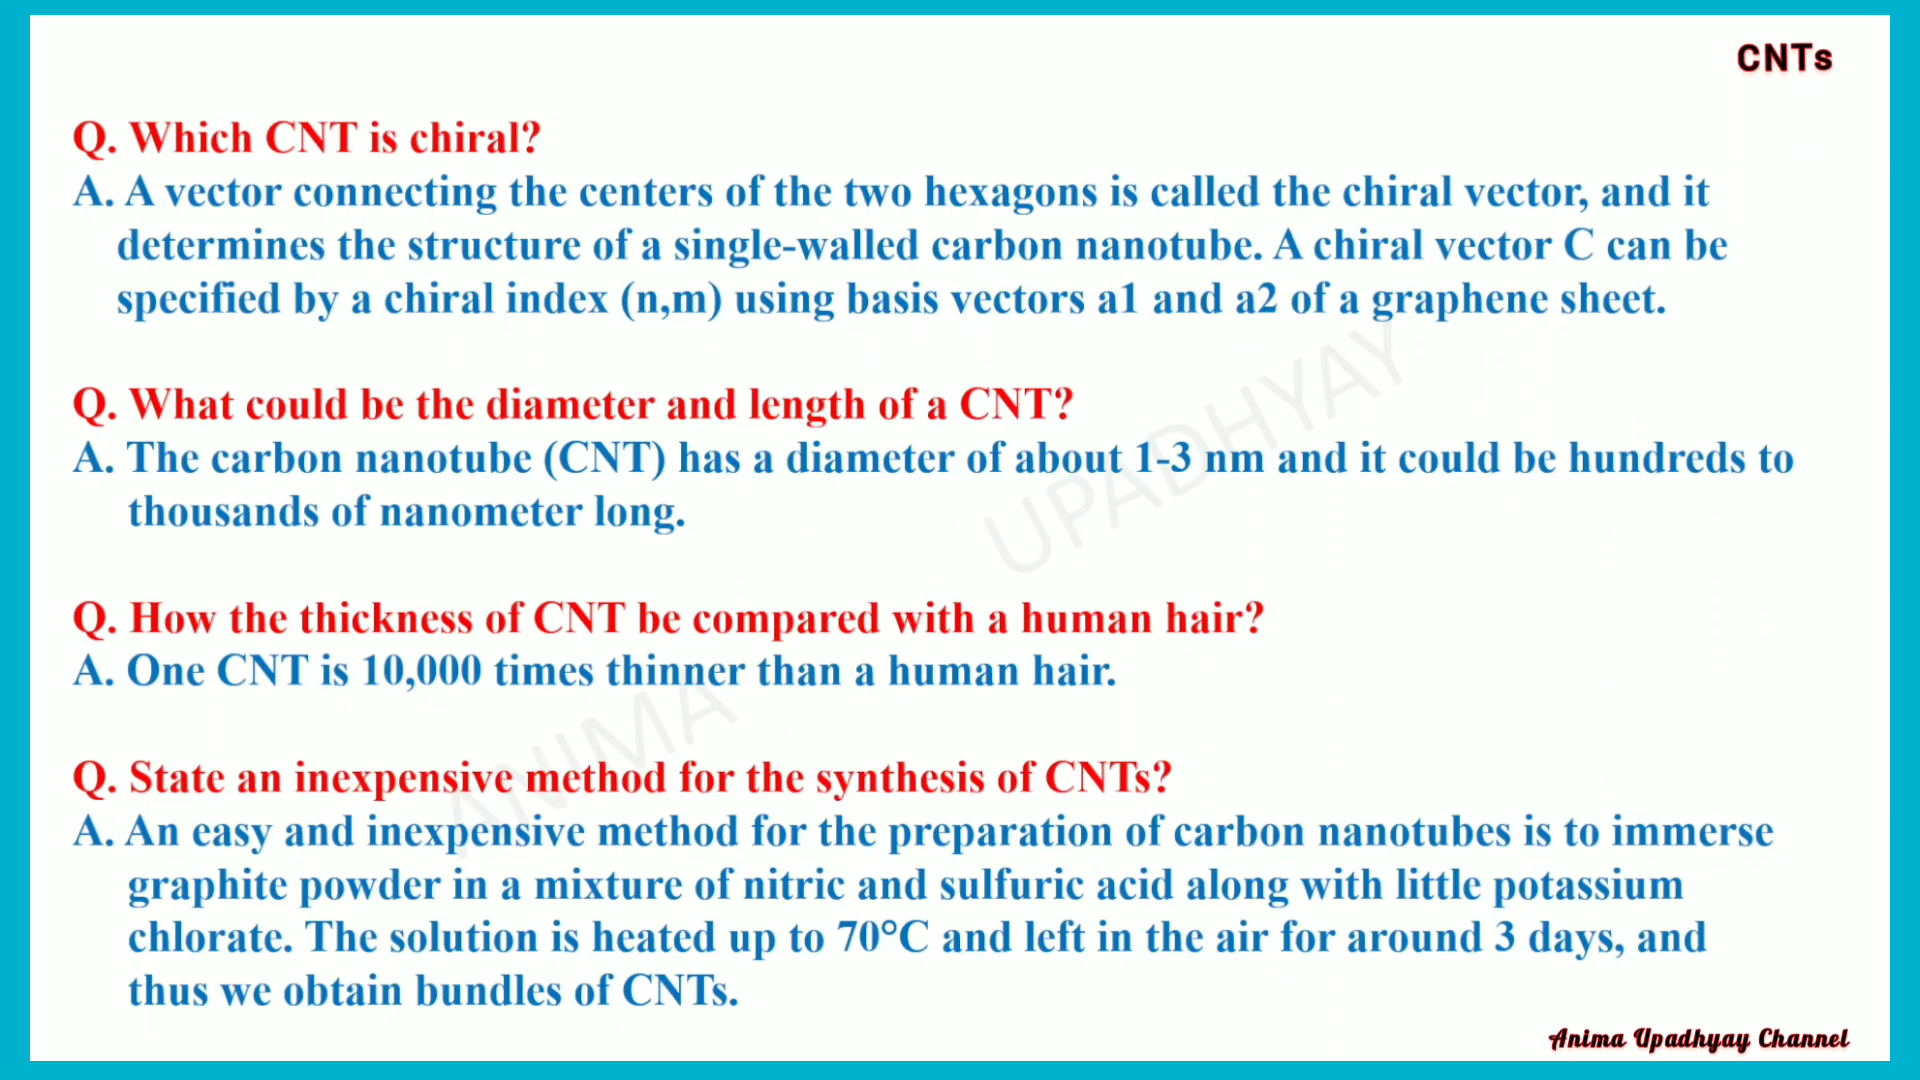 CNTs
Q. Which CNT is chiral?
A. A vector connecting the centers of the two hexagons is called the chiral vector, and it
determines the structure of a single-walled carbon nanotube. A chiral vector C can be
specified by a chiral index (n,m) using basis vectors a1 and a2 of a graphene sheet.
Q. What could be the diameter and length of a CNT?
A. The carbon nanotube (CNT) has a diameter of about 1-3 nm and it could be hundreds to
thousands of nanometer long.
Q. How the thickness of CNT be compared with a human hair?
A. One CNT is 10,000 times thinner than a human hair.
Q. State an inexpensive method for the synthesis of CNTs?
A. An easy and inexpensive method for the preparation of carbon nanotubes is to immerse
graphite powder in a mixture of nitric and sulfuric acid along with little potassium
chlorate. The solution is heated up to 70°C and left in the air for around 3 days, and
thus we obtain bundles of CNTs.
ANIMA UPADHYAY
Anima Upadhyay Channel